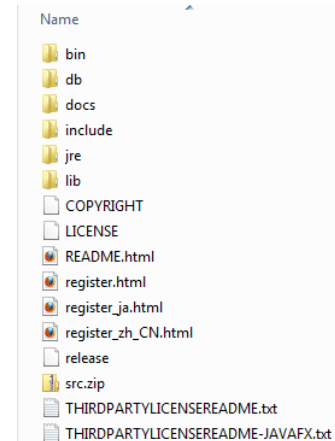 Name
bin
db
docs
include
jre
lib
COPYRIGHT
LICENSE
README.html
register.html
register_ja.html
register_zh_CN.html
release
src.zip
THIRDPARTYLICENSEREADME.txt
THIRDPARTYLICENSEREADME-JAVAFX.txt